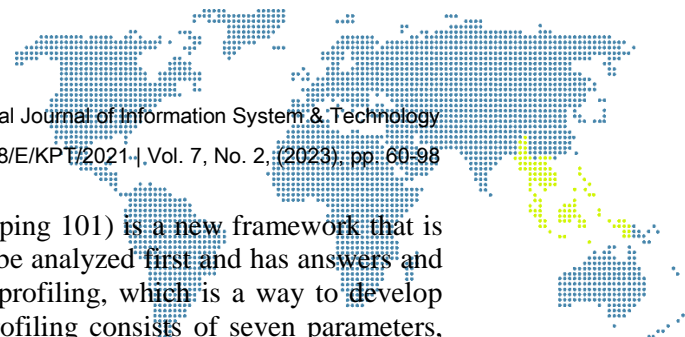 al Journal of Information System & Technology
8/E/KPT/2021 | Vol. 7, No. 2, (2023), pp. 60-98
ping 101) is a new framework that is
be analyzed first and has answers and
profiling, which is a way to develop
ofiling consists of seven parameters,